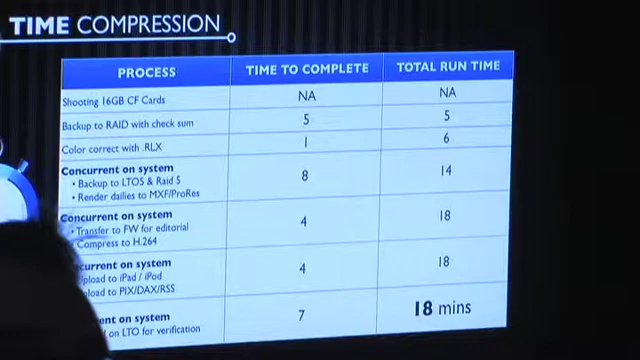 TIME COMPRESSION
PROCESS TIME TO COMPLETE TOTAL RUN TIME
Shooting 16GB CF Cards NA NA
Backup to RAID with check sum 5 5
Color correct with .RLX 1 6
Concurrent on system 8 14
• Backup to LTO5 & Raid 5
• Render dailies to MXF/ProRes
Concurrent on system 4 18
• Transfer to FW for editorial
Compress to H.264
on system 4 18
to iPad / iPod
to PIX/DAX/RSS
on system 7 18 mins
on LTO for verification